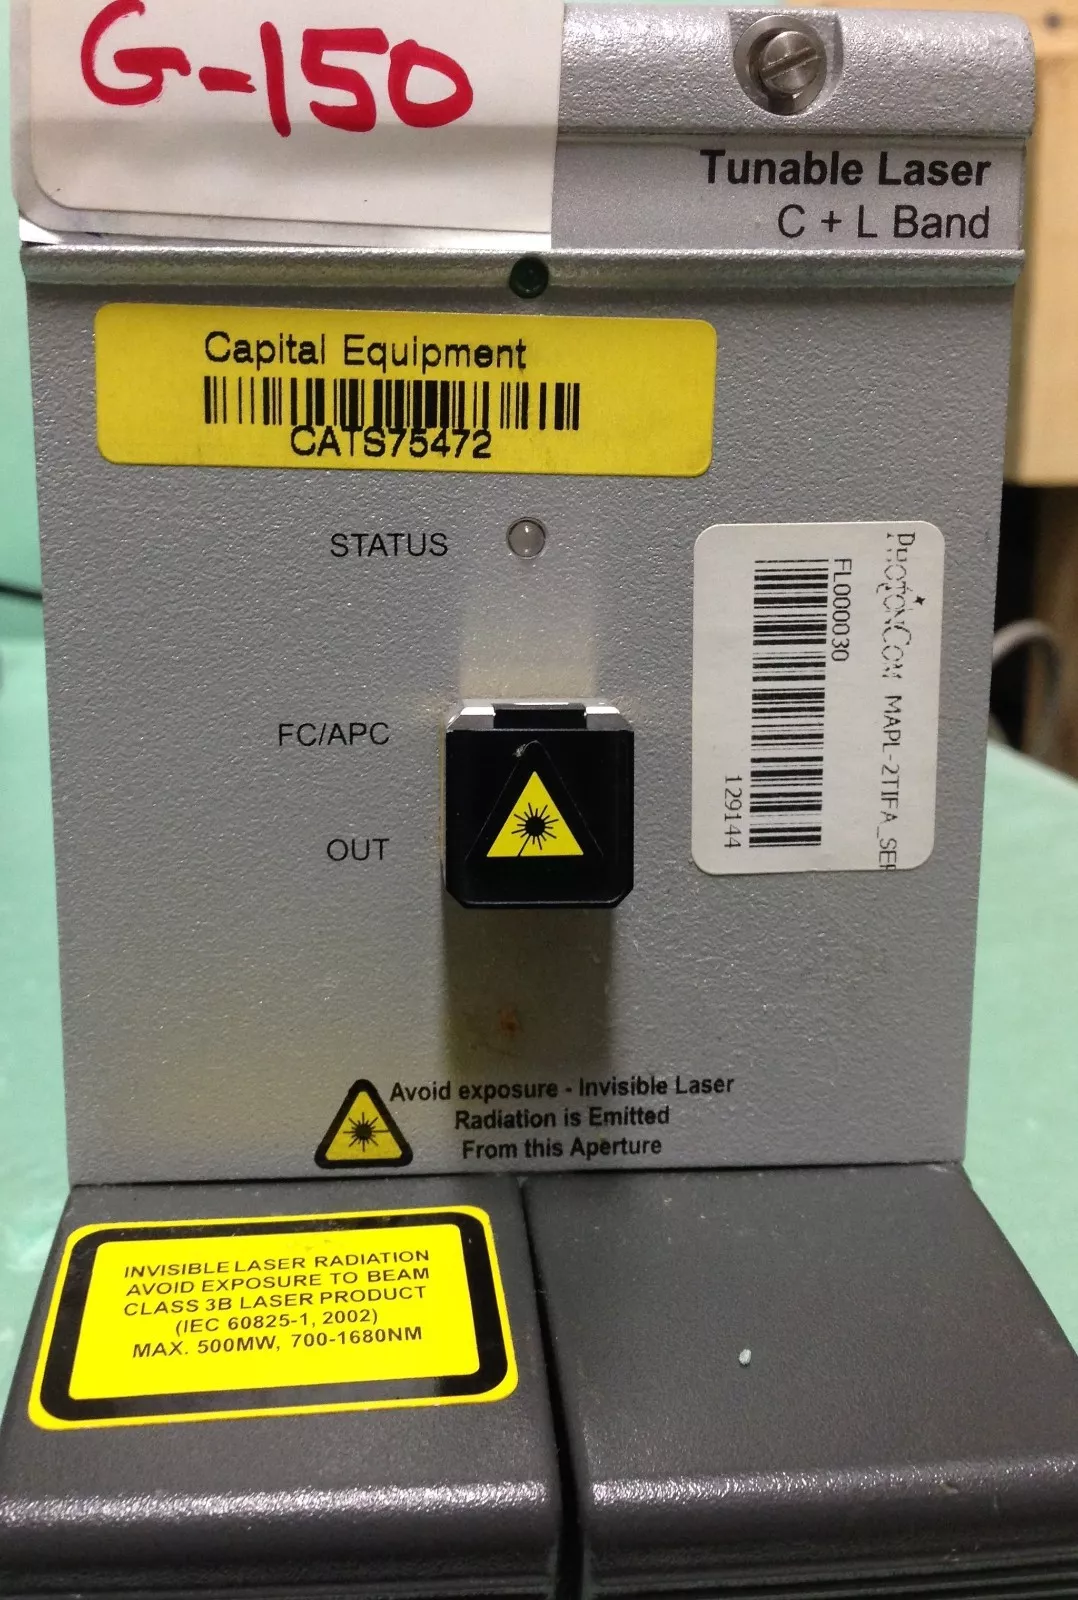 G-150
Tunable Laser
C + L Band
Capital Equipment
CATS75472
STATUS
FC/APC
OUT
PHOTONCOM MAPL-2TIFA_SER
FL000030
129144
Avoid exposure - Invisible Laser
Radiation is Emitted
From this Aperture
INVISIBLE LASER RADIATION
AVOID EXPOSURE TO BEAM
CLASS 3B LASER PRODUCT
(IEC 60825-1, 2002)
MAX. 500MW, 700-1680NM